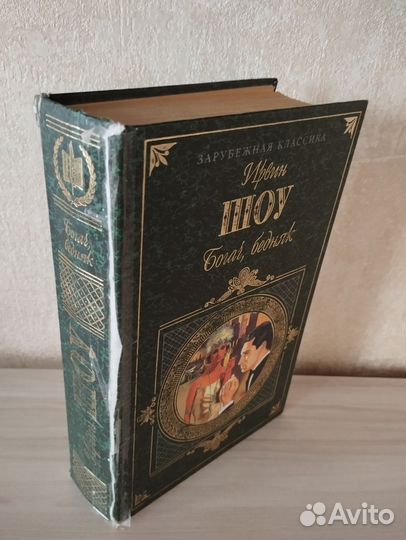 ЗАРУБЕЖНАЯ КЛАССИКА
Ирвин
ШОУ
Богач, бедняк
Богач,
бедняк
ШОУ
Avito